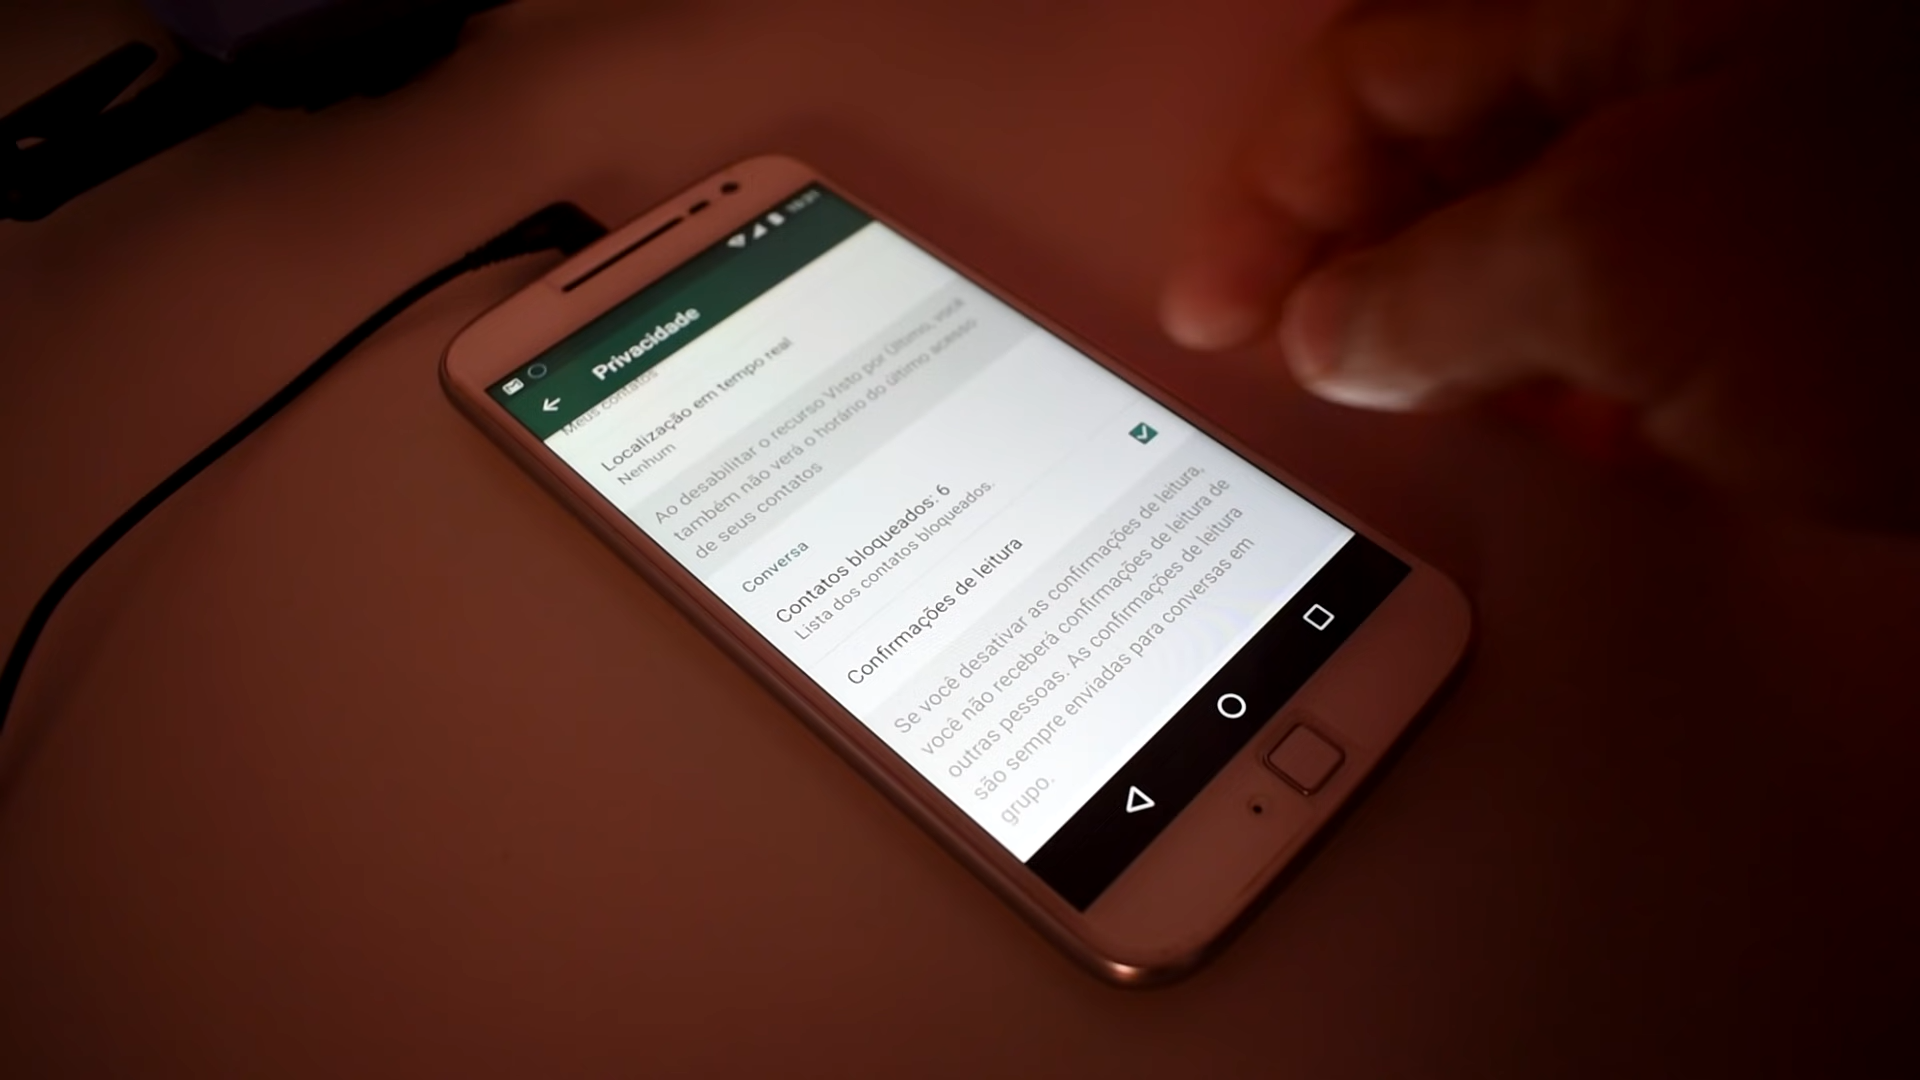 Privacidade
Meus contatos
Localização em tempo real
Nenhum
Ao desabilitar o recurso Visto por Último, você
também não verá o horário do último acesso
de seus contatos
Conversa
Contatos bloqueados: 6
Lista dos contatos bloqueados.
Confirmações de leitura
Se você desativar as confirmações de leitura,
você não receberá confirmações de leitura de
outras pessoas. As confirmações de leitura
são sempre enviadas para conversas em
grupo.